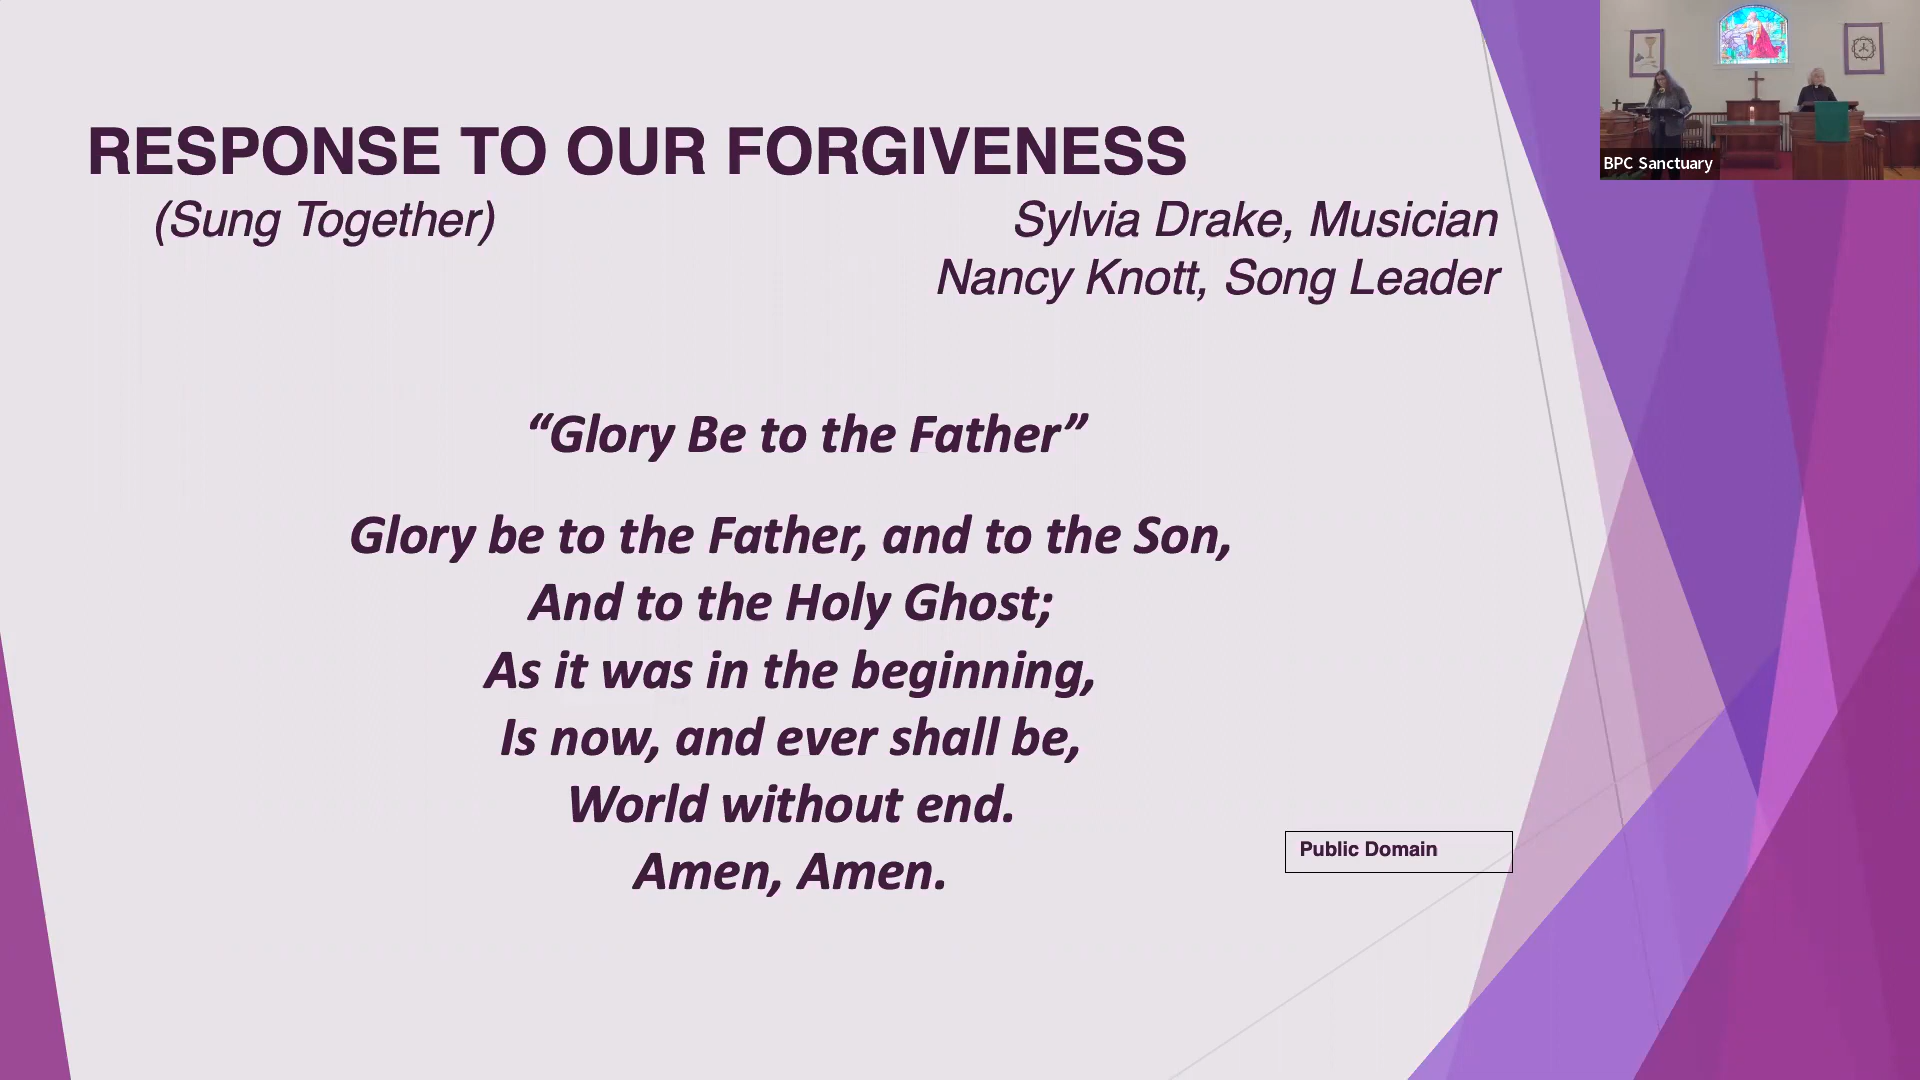 RESPONSE TO OUR FORGIVENESS
(Sung Together)
Sylvia Drake, Musician
Nancy Knott, Song Leader
“Glory Be to the Father”
Glory be to the Father, and to the Son,
And to the Holy Ghost;
As it was in the beginning,
Is now, and ever shall be,
World without end.
Amen, Amen.
Public Domain
BPC Sanctuary